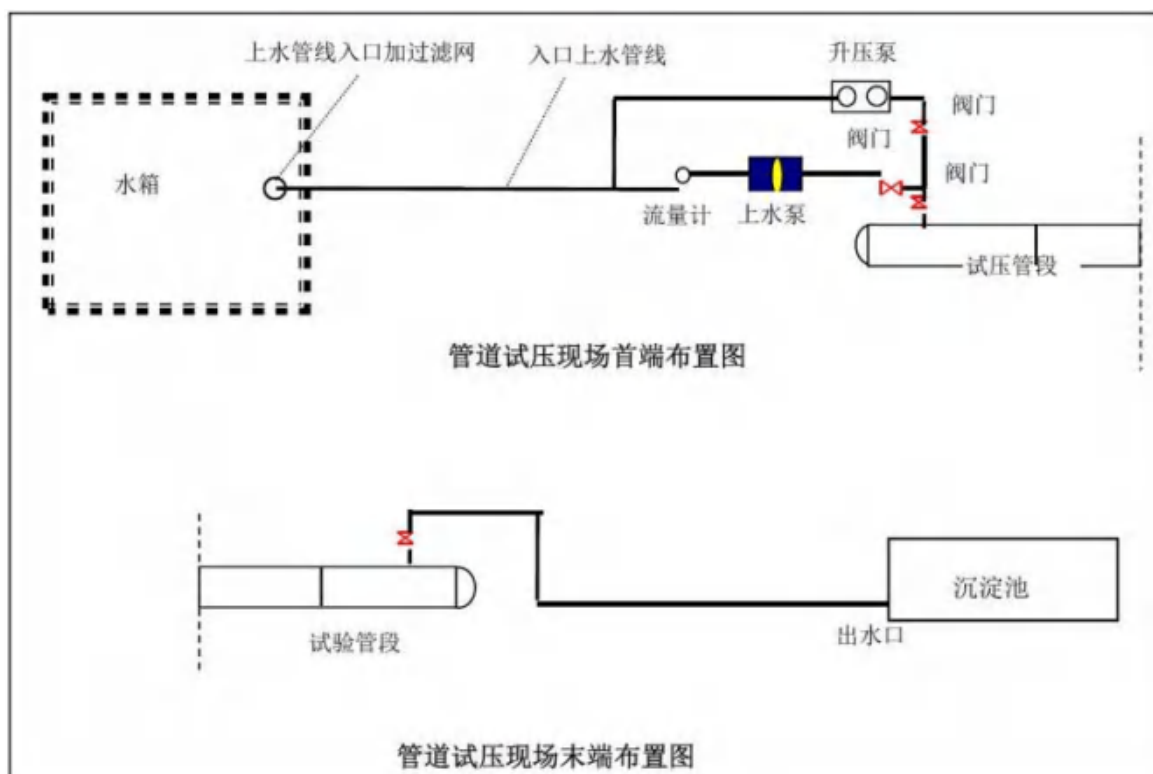 上水管线入口加过滤网
入口上水管线
升压泵
阀门
阀门
水箱
阀门
流量计
上水泵
试压管段
管道试压现场首端布置图
沉淀池
试验管段
出水口
管道试压现场末端布置图